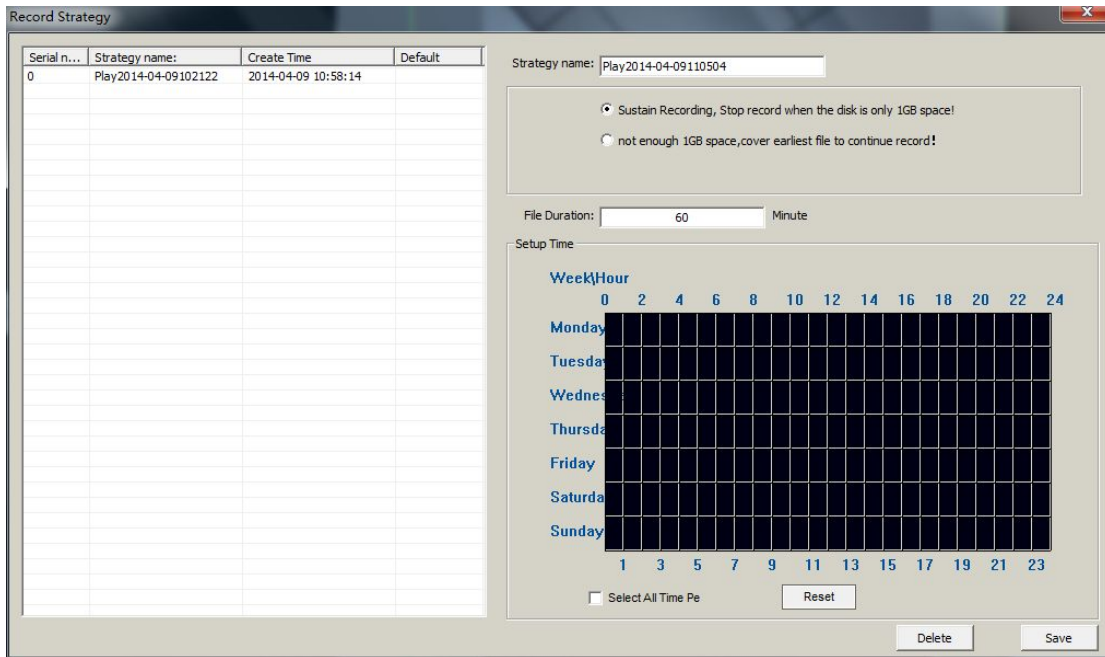 Record Strategy
Serial n... Strategy name: Create Time Default
0 Play2014-04-09102122 2014-04-09 10:58:14
Strategy name: Play2014-04-09110504
Sustain Recording, Stop record when the disk is only 1GB space!
not enough 1GB space,cover earliest file to continue record!
File Duration: 60 Minute
Setup Time
Week\Hour
0 2 4 6 8 10 12 14 16 18 20 22 24
Monday
Tuesday
Wednes
Thursda
Friday
Saturda
Sunday
1 3 5 7 9 11 13 15 17 19 21 23
Select All Time Pe Reset
Delete Save